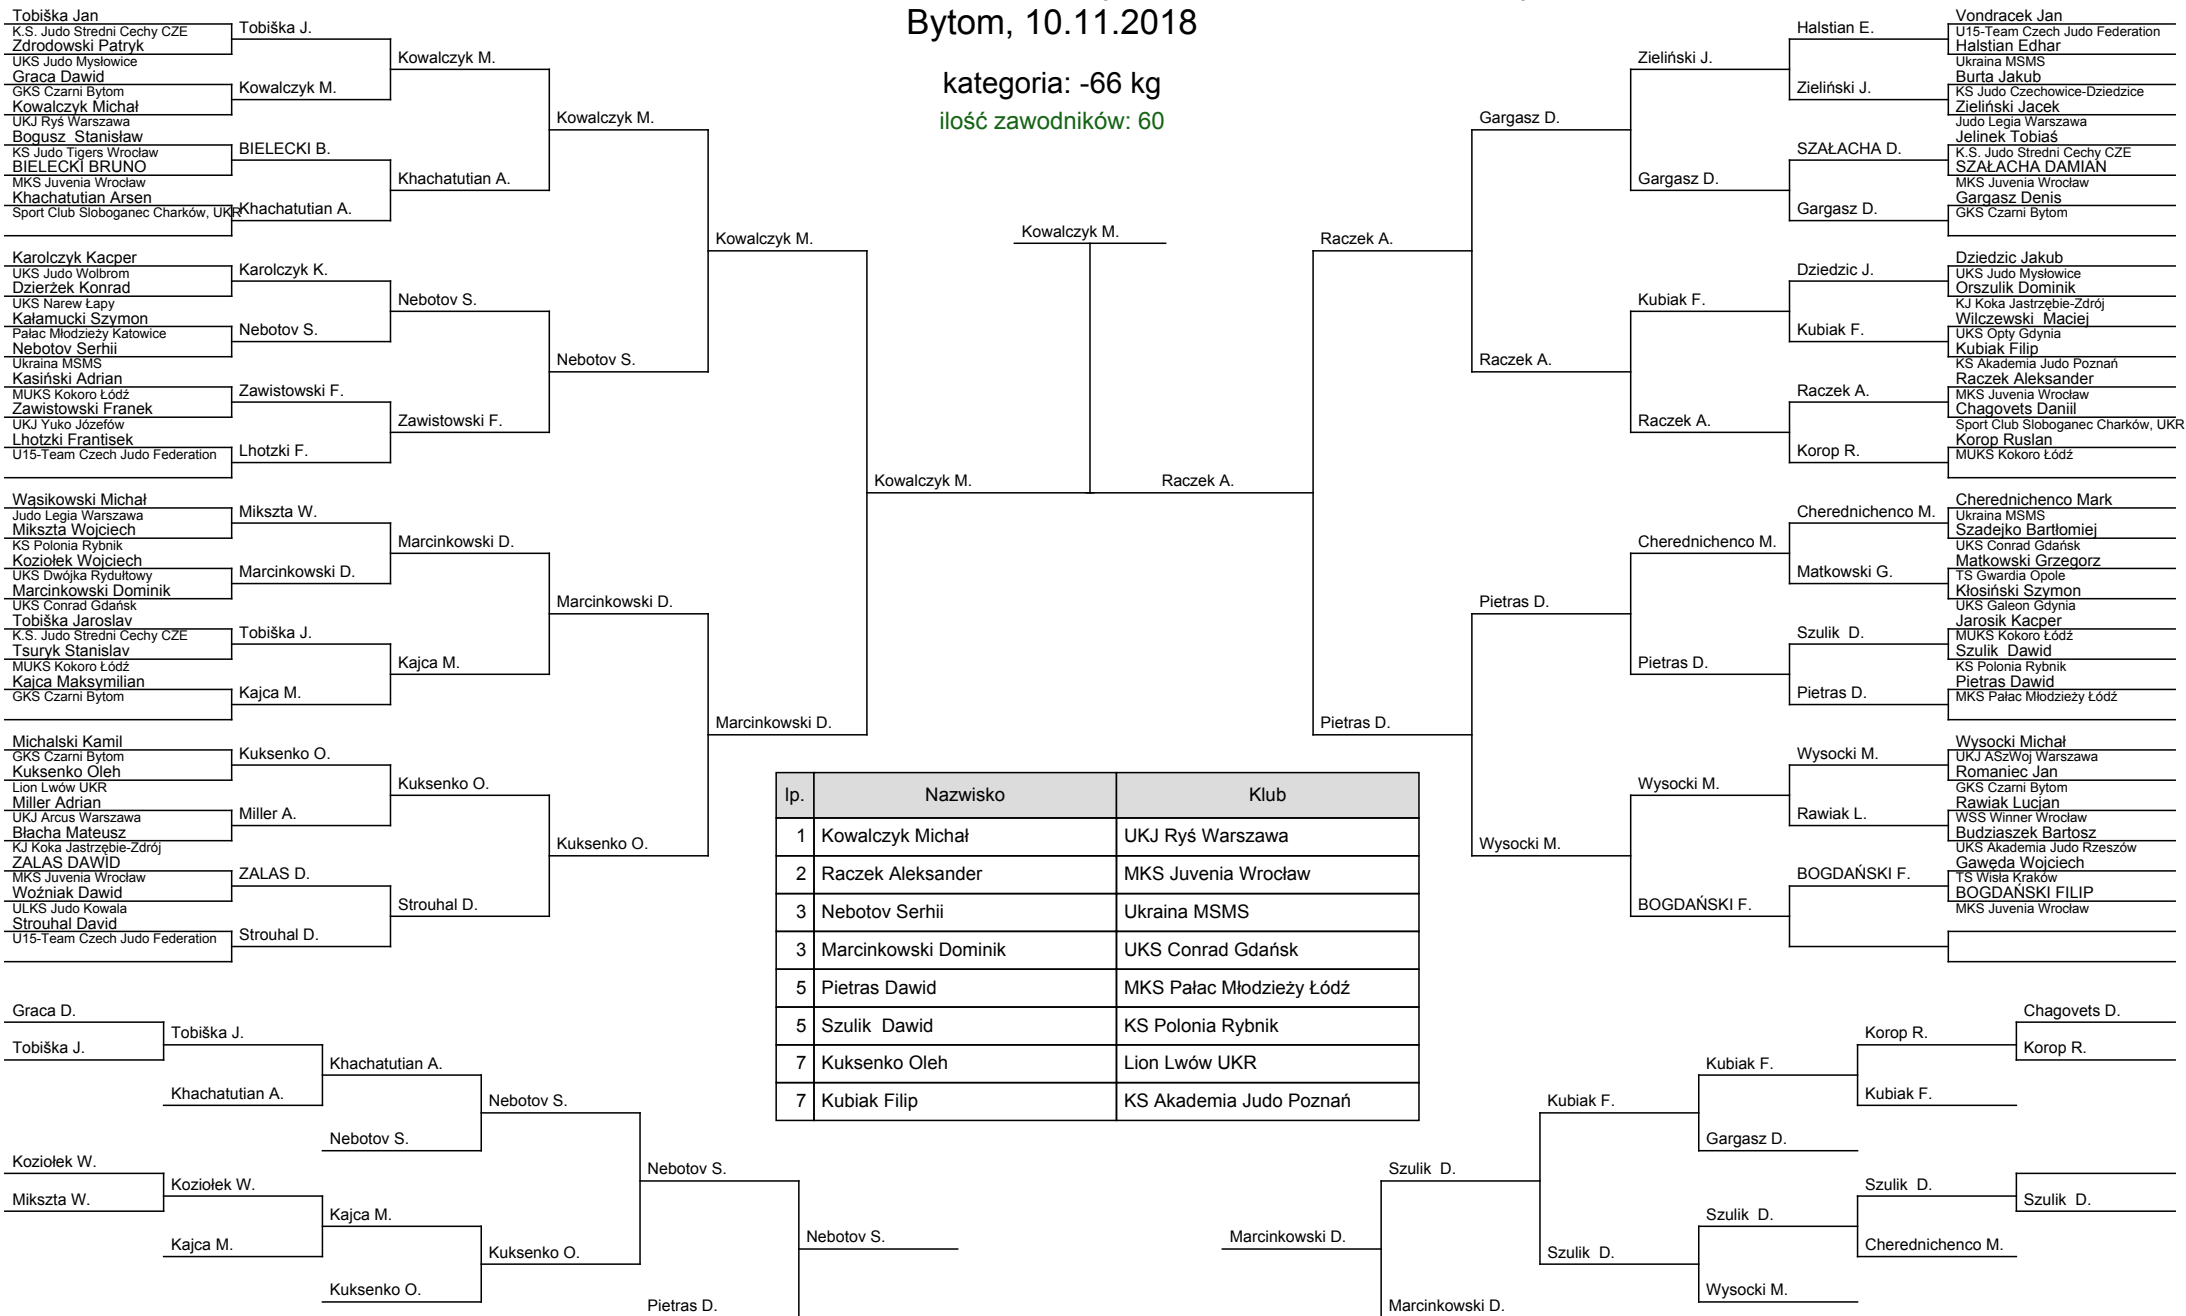 Bytom, 10.11.2018
kategoria: -66 kg
ilość zawodników: 60
Tobiška Jan
K.S. Judo Stredni Cechy CZE
Zdrodowski Patryk
UKS Judo Mysłowice
Graca Dawid
GKS Czarni Bytom
Kowalczyk Michał
UKJ Ryś Warszawa
Bogusz Stanisław
KS Judo Tigers Wrocław
BIELECKI BRUNO
MKS Juvenia Wrocław
Khachatutian Arsen
Sport Club Sloboganec Charków, UKR
Karolczyk Kacper
UKS Judo Wolbrom
Dzierżek Konrad
UKS Narew Łapy
Kałamucki Szymon
Pałac Młodzieży Katowice
Nebotov Serhii
Ukraina MSMS
Kasiński Adrian
MUKS Kokoro Łódź
Zawistowski Franek
UKJ Yuko Józefów
Lhotzki Frantisek
U15-Team Czech Judo Federation
Wąsikowski Michał
Judo Legia Warszawa
Mikszta Wojciech
KS Polonia Rybnik
Koziołek Wojciech
UKS Dwójka Rydułtowy
Marcinkowski Dominik
UKS Conrad Gdańsk
Tobiška Jaroslav
K.S. Judo Stredni Cechy CZE
Tsuryk Stanislav
MUKS Kokoro Łódź
Kajca Maksymilian
GKS Czarni Bytom
Michalski Kamil
GKS Czarni Bytom
Kuksenko Oleh
Lion Lwów UKR
Miller Adrian
UKJ Arcus Warszawa
Błacha Mateusz
KJ Koka Jastrzębie-Zdrój
ZALAS DAWID
MKS Juvenia Wrocław
Woźniak Dawid
ULKS Judo Kowala
Strouhal David
U15-Team Czech Judo Federation
Tobiška J.
Kowalczyk M.
BIELECKI B.
Khachatutian A.
Karolczyk K.
Nebotov S.
Zawistowski F.
Lhotzki F.
Mikszta W.
Marcinkowski D.
Tobiška J.
Kajca M.
Kuksenko O.
Miller A.
ZALAS D.
Strouhal D.
Kowalczyk M.
Khachatutian A.
Nebotov S.
Zawistowski F.
Marcinkowski D.
Kajca M.
Kuksenko O.
Strouhal D.
Kowalczyk M.
Nebotov S.
Marcinkowski D.
Kuksenko O.
Kowalczyk M.
Marcinkowski D.
Kowalczyk M.
Kowalczyk M.
Raczek A.
Raczek A.
Pietras D.
Gargasz D.
Raczek A.
Pietras D.
Wysocki M.
Zieliński J.
Gargasz D.
Kubiak F.
Raczek A.
Cherednichenco M.
Pietras D.
Wysocki M.
BOGDAŃSKI F.
Halstian E.
Zieliński J.
SZAŁACHA D.
Gargasz D.
Dziedzic J.
Kubiak F.
Raczek A.
Korop R.
Cherednichenco M.
Matkowski G.
Szulik D.
Pietras D.
Wysocki M.
Rawiak L.
BOGDAŃSKI F.
Vondracek Jan
U15-Team Czech Judo Federation
Halstian Edhar
Ukraina MSMS
Burta Jakub
KS Judo Czechowice-Dziedzice
Zieliński Jacek
Judo Legia Warszawa
Jelinek Tobiaś
K.S. Judo Stredni Cechy CZE
SZAŁACHA DAMIAN
MKS Juvenia Wrocław
Gargasz Denis
GKS Czarni Bytom
Dziedzic Jakub
UKS Judo Mysłowice
Orszulik Dominik
KJ Koka Jastrzębie-Zdrój
Wilczewski Maciej
UKS Opty Gdynia
Kubiak Filip
KS Akademia Judo Poznań
Raczek Aleksander
MKS Juvenia Wrocław
Chagovets Daniil
Sport Club Sloboganec Charków, UKR
Korop Ruslan
MUKS Kokoro Łódź
Cherednichenco Mark
Ukraina MSMS
Szadejko Bartłomiej
UKS Conrad Gdańsk
Matkowski Grzegorz
TS Gwardia Opole
Kłosiński Szymon
UKS Galeon Gdynia
Jarosik Kacper
MUKS Kokoro Łódź
Szulik Dawid
KS Polonia Rybnik
Pietras Dawid
MKS Pałac Młodzieży Łódź
Wysocki Michał
UKJ ASzWoj Warszawa
Romaniec Jan
GKS Czarni Bytom
Rawiak Lucjan
WSS Winner Wrocław
Budziaszek Bartosz
UKS Akademia Judo Rzeszów
Gawęda Wojciech
TS Wisła Kraków
BOGDAŃSKI FILIP
MKS Juvenia Wrocław
lp. Nazwisko Klub
1 Kowalczyk Michał UKJ Ryś Warszawa
2 Raczek Aleksander MKS Juvenia Wrocław
3 Nebotov Serhii Ukraina MSMS
3 Marcinkowski Dominik UKS Conrad Gdańsk
5 Pietras Dawid MKS Pałac Młodzieży Łódź
5 Szulik Dawid KS Polonia Rybnik
7 Kuksenko Oleh Lion Lwów UKR
7 Kubiak Filip KS Akademia Judo Poznań
Graca D.
Tobiška J.
Koziołek W.
Mikszta W.
Tobiška J.
Khachatutian A.
Koziołek W.
Kajca M.
Khachatutian A.
Nebotov S.
Kajca M.
Kuksenko O.
Nebotov S.
Kuksenko O.
Nebotov S.
Pietras D.
Nebotov S.
Marcinkowski D.
Szulik D.
Marcinkowski D.
Kubiak F.
Szulik D.
Kubiak F.
Gargasz D.
Szulik D.
Wysocki M.
Korop R.
Kubiak F.
Szulik D.
Cherednichenco M.
Chagovets D.
Korop R.
Szulik D.